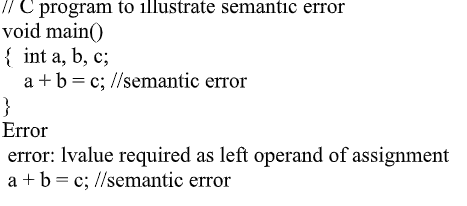 // C program to illustrate semantic error
void main()
{ int a, b, c;
a + b = c; //semantic error
}
Error
error: lvalue required as left operand of assignment
a + b = c; //semantic error